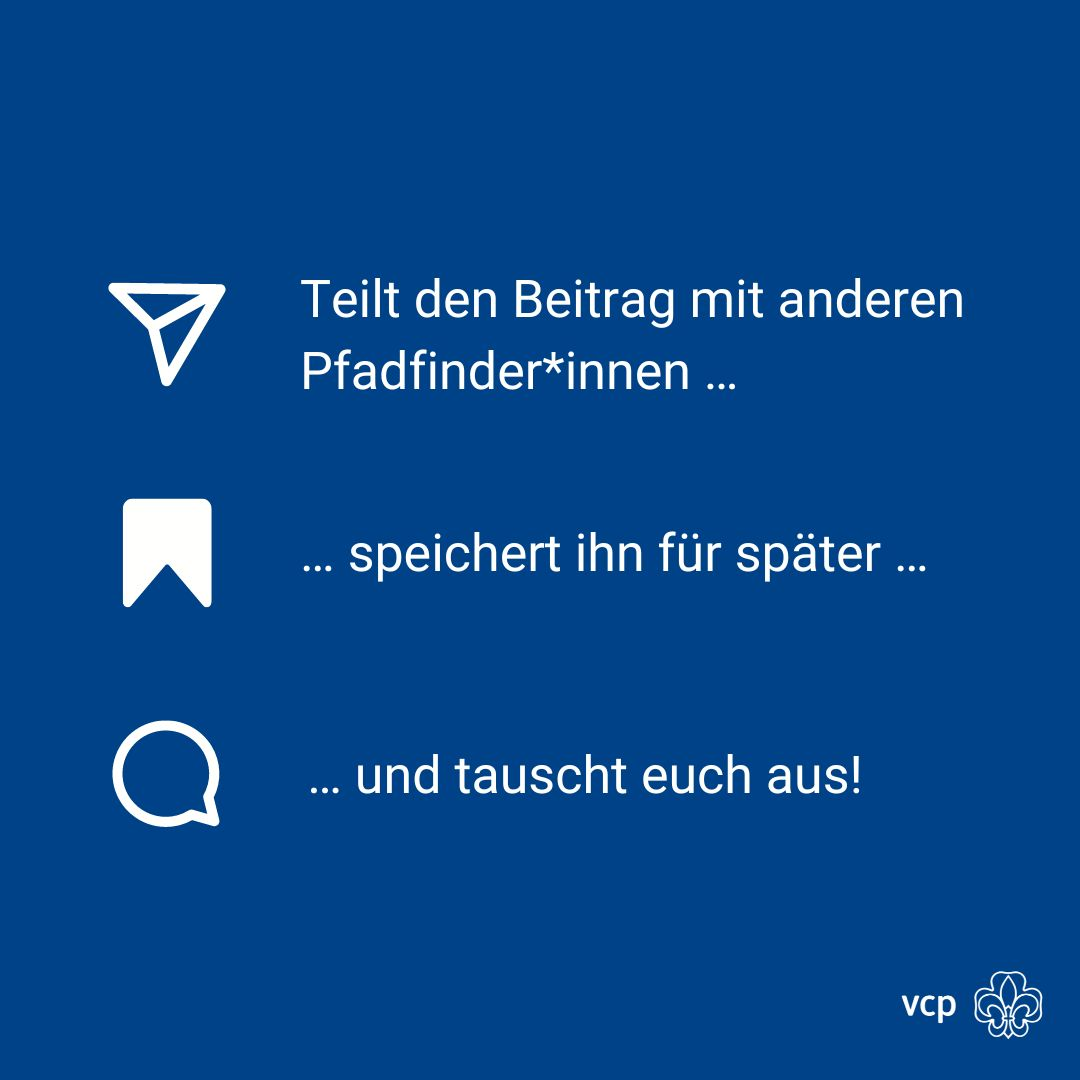 Teilt den Beitrag mit anderen
Pfadfinder*innen ...
... speichert ihn für später ...
... und tauscht euch aus!
vcp